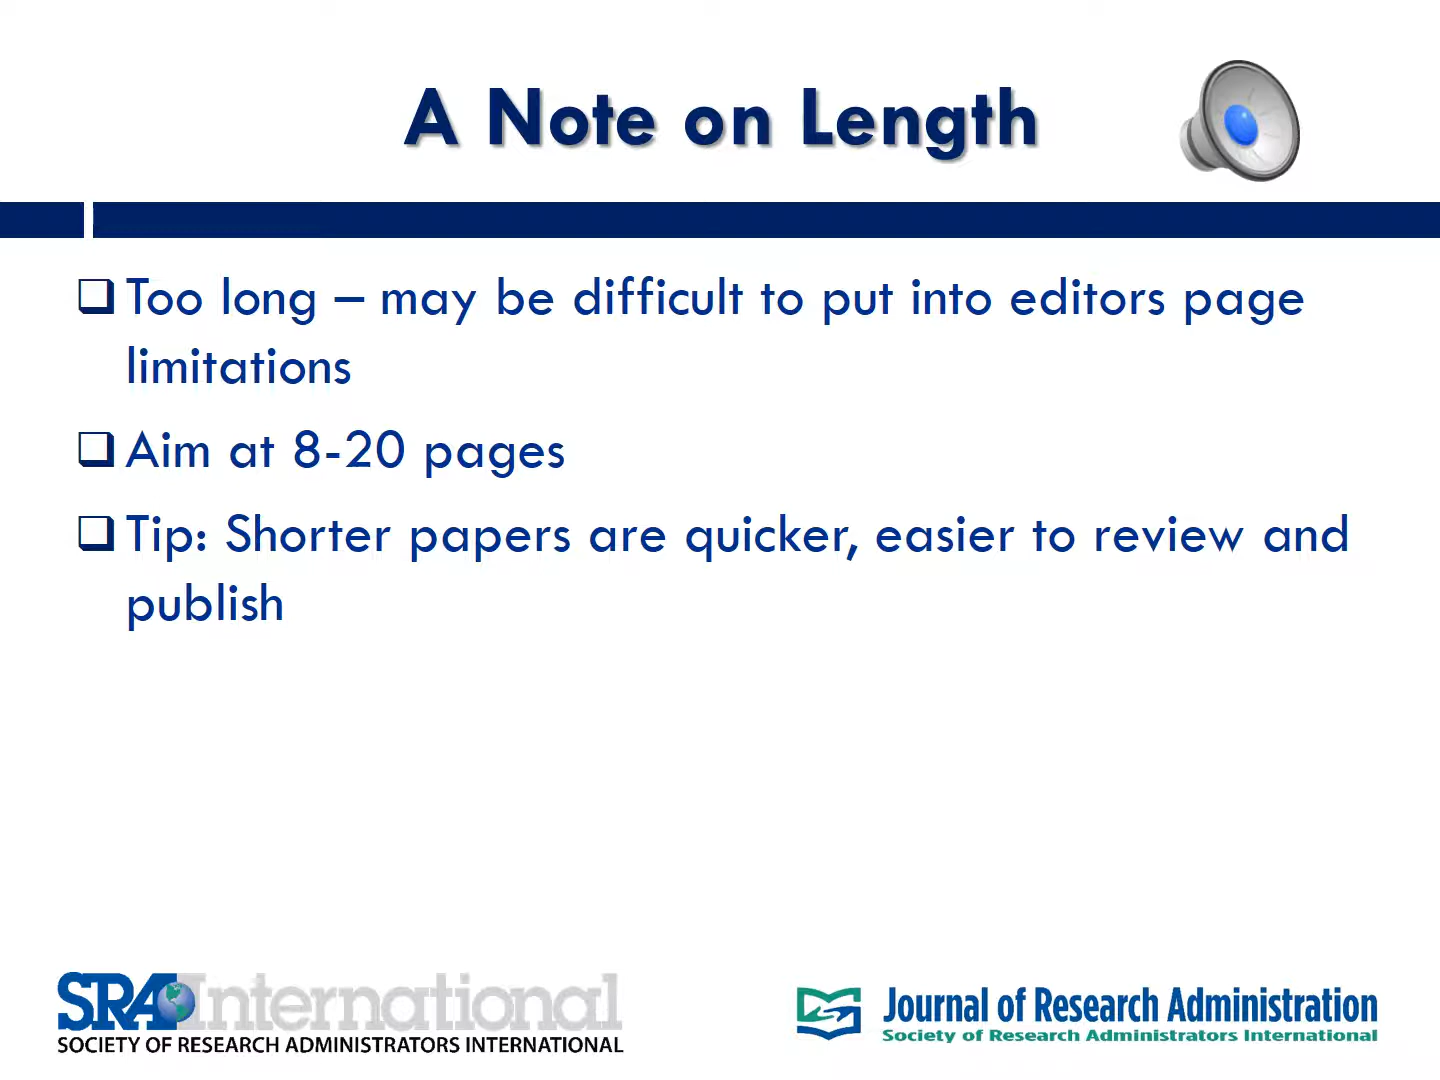 A Note on Length
Too long – may be difficult to put into editors page
limitations
Aim at 8-20 pages
Tip: Shorter papers are quicker, easier to review and
publish
SRA International
SOCIETY OF RESEARCH ADMINISTRATORS INTERNATIONAL
Journal of Research Administration
Society of Research Administrators International